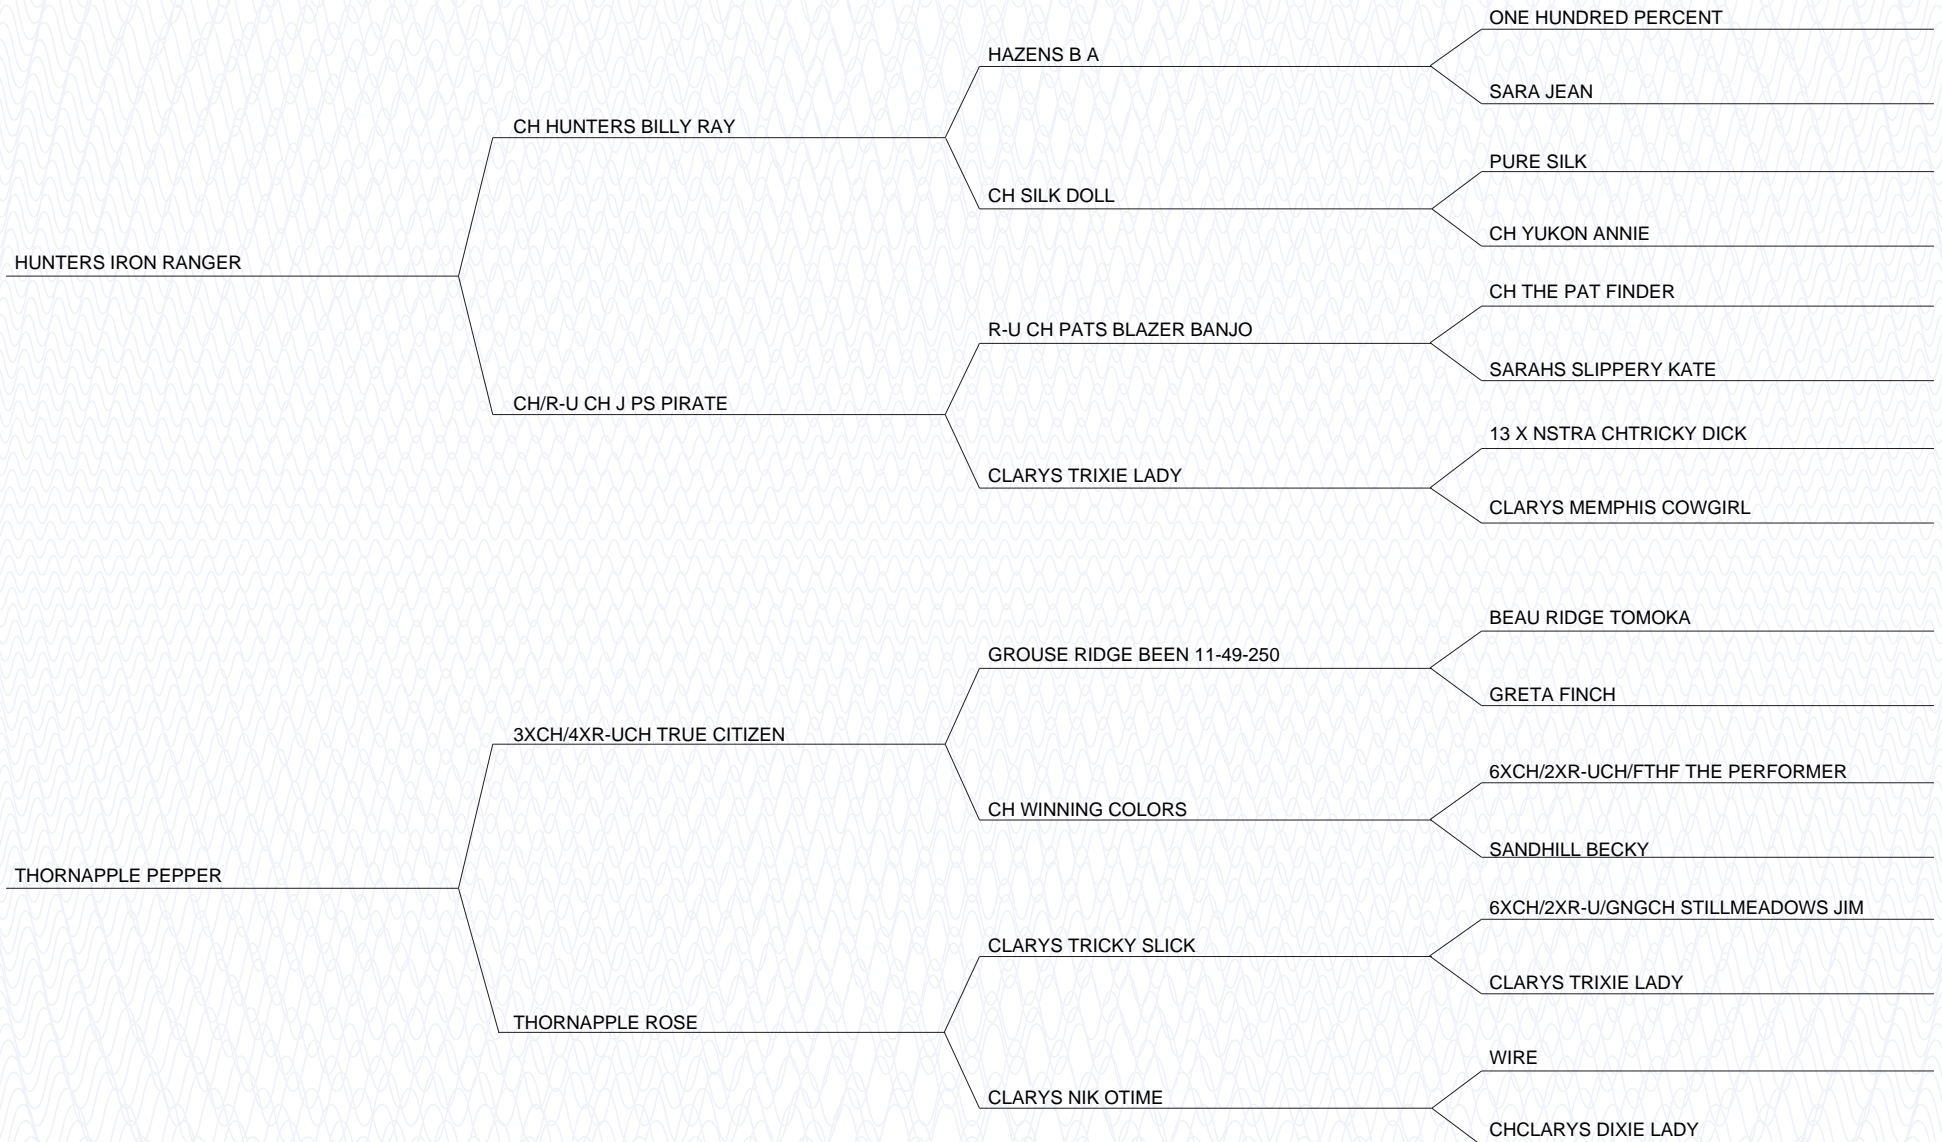 ONE HUNDRED PERCENT
HAZENS B A
SARA JEAN
CH HUNTERS BILLY RAY
PURE SILK
CH SILK DOLL
CH YUKON ANNIE
HUNTERS IRON RANGER
CH THE PAT FINDER
R-U CH PATS BLAZER BANJO
SARAHS SLIPPERY KATE
CH/R-U CH J PS PIRATE
13 X NSTRA CHTRICKY DICK
CLARYS TRIXIE LADY
CLARYS MEMPHIS COWGIRL
BEAU RIDGE TOMOKA
GROUSE RIDGE BEEN 11-49-250
GRETA FINCH
3XCH/4XR-UCH TRUE CITIZEN
6XCH/2XR-UCH/FTHF THE PERFORMER
CH WINNING COLORS
SANDHILL BECKY
THORNAPPLE PEPPER
6XCH/2XR-U/GNGCH STILLMEADOWS JIM
CLARYS TRICKY SLICK
CLARYS TRIXIE LADY
THORNAPPLE ROSE
WIRE
CLARYS NIK OTIME
CHCLARYS DIXIE LADY